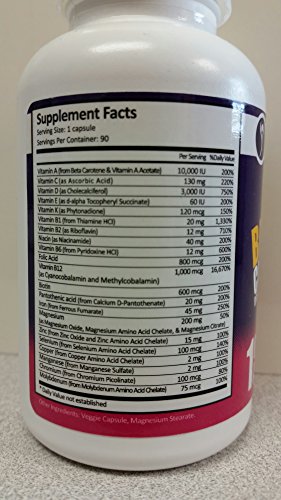 Supplement Facts
Serving Size: 1 capsule
Servings Per Container: 90
Per Serving %Daily Value
Vitamin A (from Beta Carotene & Vitamin A Acetate) 10,000 IU 200%
Vitamin C (as Ascorbic Acid) 130 mg 220%
Vitamin D (as Cholecalciferol) 3,000 IU 750%
Vitamin E (as d-alpha Tocopheryl Succinate) 60 IU 200%
Vitamin K (as Phytonadione) 120 mcg 150%
Vitamin B1 (from Thiamine HCl) 20 mg 1,330%
Vitamin B2 (as Riboflavin) 12 mg 710%
Niacin (as Niacinamide) 40 mg 200%
Vitamin B6 (from Pyridoxine HCl) 12 mg 600%
Folic Acid 800 mcg 200%
Vitamin B12 1,000 mcg 16,670%
(as Cyanocobalamin and Methylcobalamin)
Biotin 600 mcg 200%
Pantothenic acid (from Calcium D-Pantothenate) 20 mg 200%
Iron (from Ferrous Fumarate) 45 mg 250%
Magnesium 200 mg 50%
(as Magnesium Oxide, Magnesium Amino Acid Chelate, & Magnesium Citrate)
Zinc (from Zinc Oxide and Zinc Amino Acid Chelate) 15 mg 100%
Selenium (from Selenium Amino Acid Chelate) 100 mcg 140%
Copper (from Copper Amino Acid Chelate) 2 mg 100%
Manganese (from Manganese Sulfate) 2 mg 100%
Chromium (from Chromium Picolinate) 100 mcg 80%
Molybdenum (from Molybdenum Amino Acid Chelate) 75 mcg 100%
* Daily Value not established
Other Ingredients: Veggie Capsule, Magnesium Stearate.